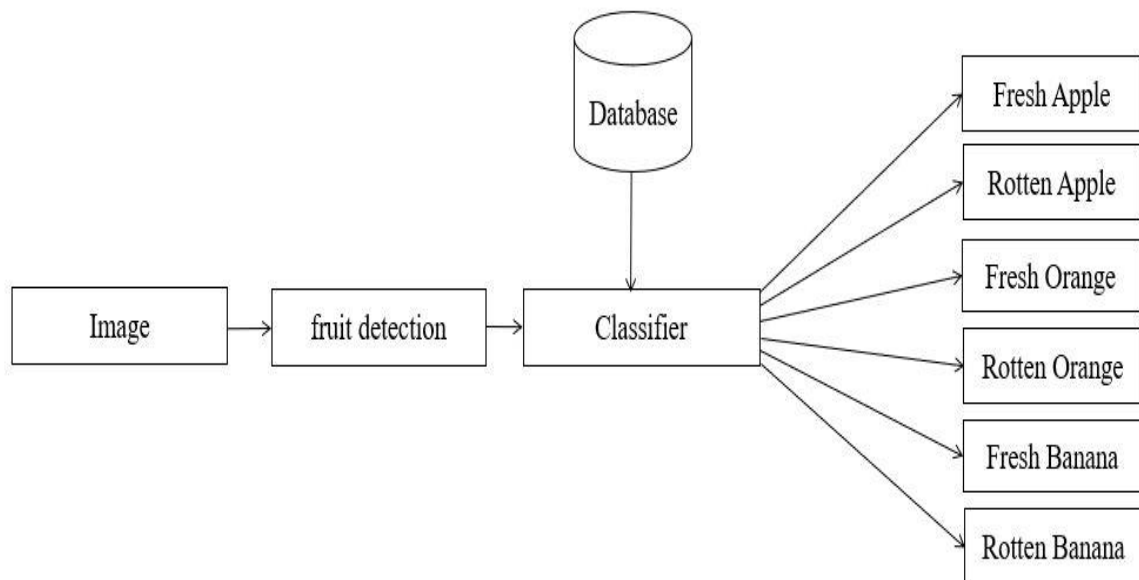 Database
Image
fruit detection
Classifier
Fresh Apple
Rotten Apple
Fresh Orange
Rotten Orange
Fresh Banana
Rotten Banana